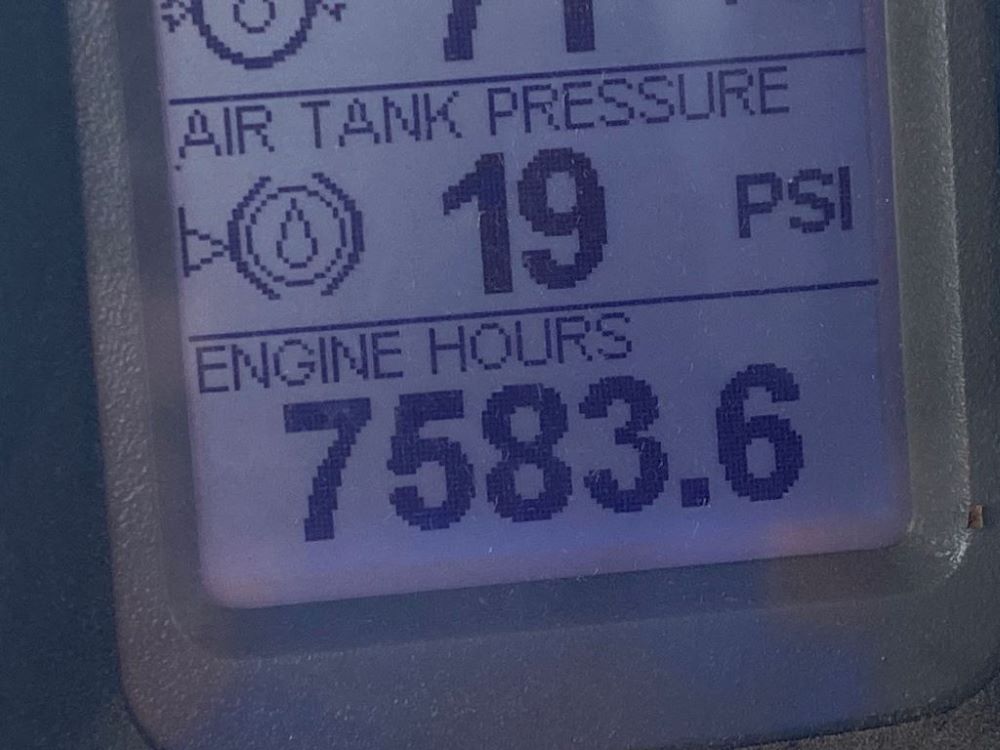 AIR TANK PRESSURE
19 PSI
ENGINE HOURS
7583.6